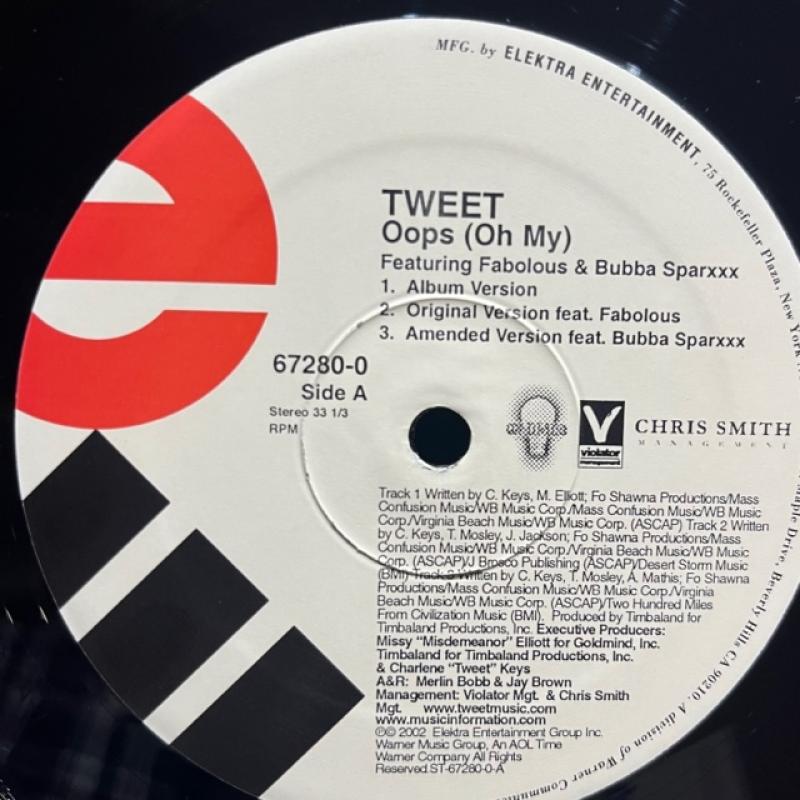 MFG. by ELEKTRA ENTERTAINMENT, 75 Rockefeller Plaza, New York
TWEET
Oops (Oh My)
Featuring Fabolous & Bubba Sparxxx
1. Album Version
2. Original Version feat. Fabolous
3. Amended Version feat. Bubba Sparxxx
67280-0
Side A
Stereo 33 1/3
RPM
V
violator
management
CHRIS SMITH
MANAGEMENT
Track 1 Written by C. Keys, M. Elliott; Fo Shawna Productions/Mass
Confusion Music/WB Music Corp./Mass Confusion Music/WB Music
Corp./Virginia Beach Music/WB Music Corp. (ASCAP) Track 2 Written
by C. Keys, T. Mosley, J. Jackson; Fo Shawna Productions/Mass
Confusion Music/WB Music Corp./Virginia Beach Music/WB Music
Corp. (ASCAP)/J Brasco Publishing (ASCAP)/Desert Storm Music
(BMI) Track 3 Written by C. Keys, T. Mosley, A. Mathis; Fo Shawna
Productions/Mass Confusion Music/WB Music Corp./Virginia
Beach Music/WB Music Corp. (ASCAP)/Two Hundred Miles
From Civilization Music (BMI). Produced by Timbaland for
Timbaland Productions, Inc. Executive Producers:
Missy "Misdemeanor" Elliott for Goldmind, Inc.
Timbaland for Timbaland Productions, Inc.
& Charlene "Tweet" Keys
A&R: Merlin Bobb & Jay Brown
Management: Violator Mgt. & Chris Smith
Mgt. www.tweetmusic.com
www.musicinformation.com
℗© 2002 Elektra Entertainment Group Inc.
Warner Music Group, An AOL Time
Warner Company All Rights
Reserved.ST-67280-0-A
Maple Drive, Beverly Hills CA 90210. A division of Warner